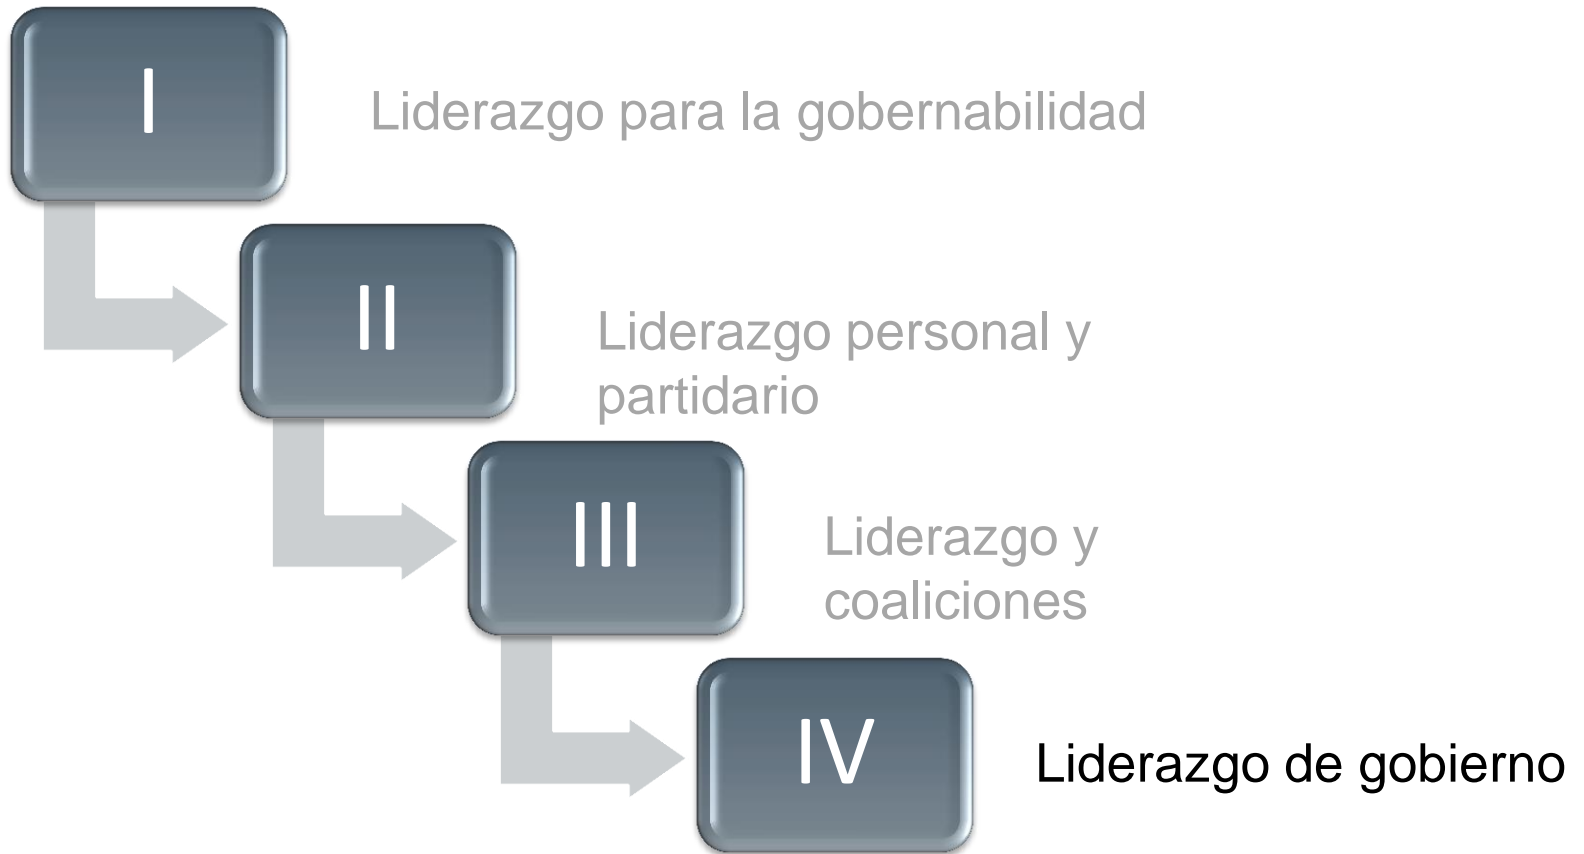 I
Liderazgo para la gobernabilidad
II
Liderazgo personal y
partidario
III
Liderazgo y
coaliciones
IV
Liderazgo de gobierno